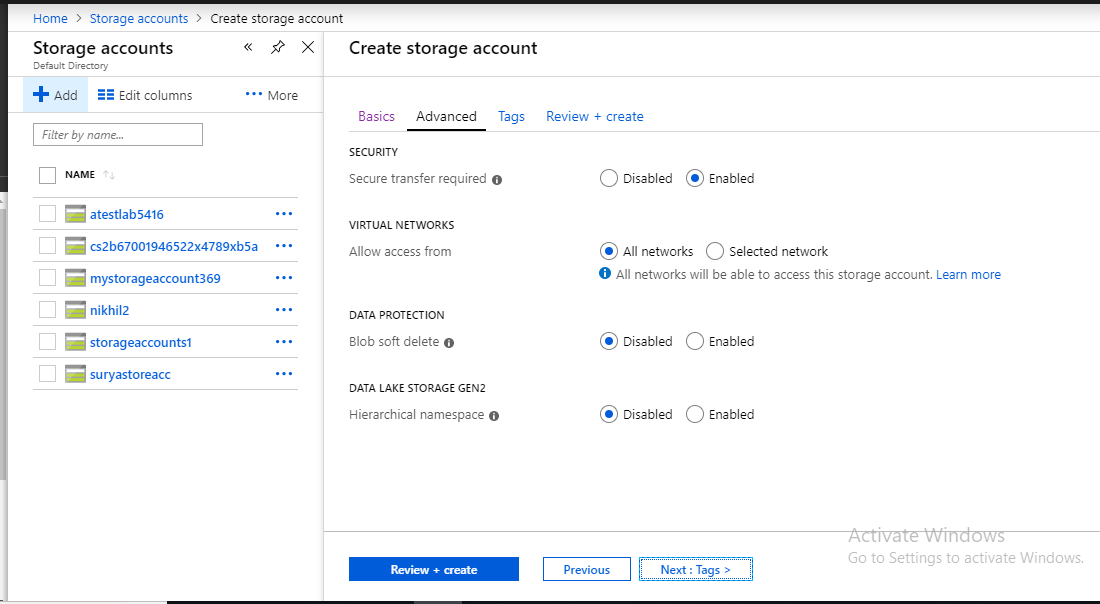 Home > Storage accounts > Create storage account
Storage accounts
Default Directory
Add Edit columns More
Filter by name...
NAME
atestlab5416
cs2b67001946522x4789xb5a
mystorageaccount369
nikhil2
storageaccounts1
suryastoreacc
Create storage account
Basics Advanced Tags Review + create
SECURITY
Secure transfer required Disabled Enabled
VIRTUAL NETWORKS
Allow access from All networks Selected network
All networks will be able to access this storage account. Learn more
DATA PROTECTION
Blob soft delete Disabled Enabled
DATA LAKE STORAGE GEN2
Hierarchical namespace Disabled Enabled
Review + create Previous Next : Tags >
Activate Windows
Go to Settings to activate Windows.